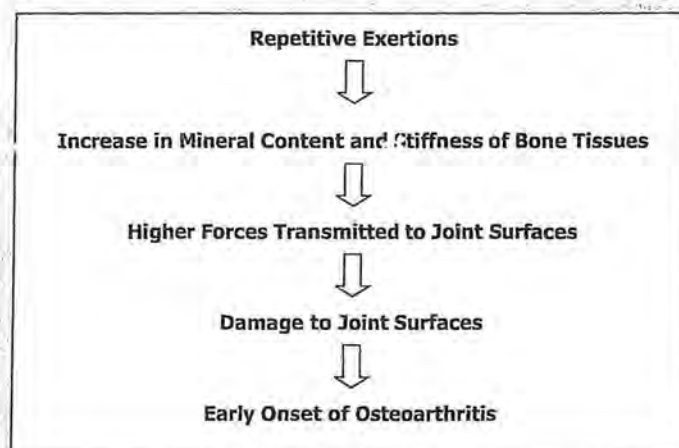 Repetitive Exertions
Increase in Mineral Content and Stiffness of Bone Tissues
Higher Forces Transmitted to Joint Surfaces
Damage to Joint Surfaces
Early Onset of Osteoarthritis